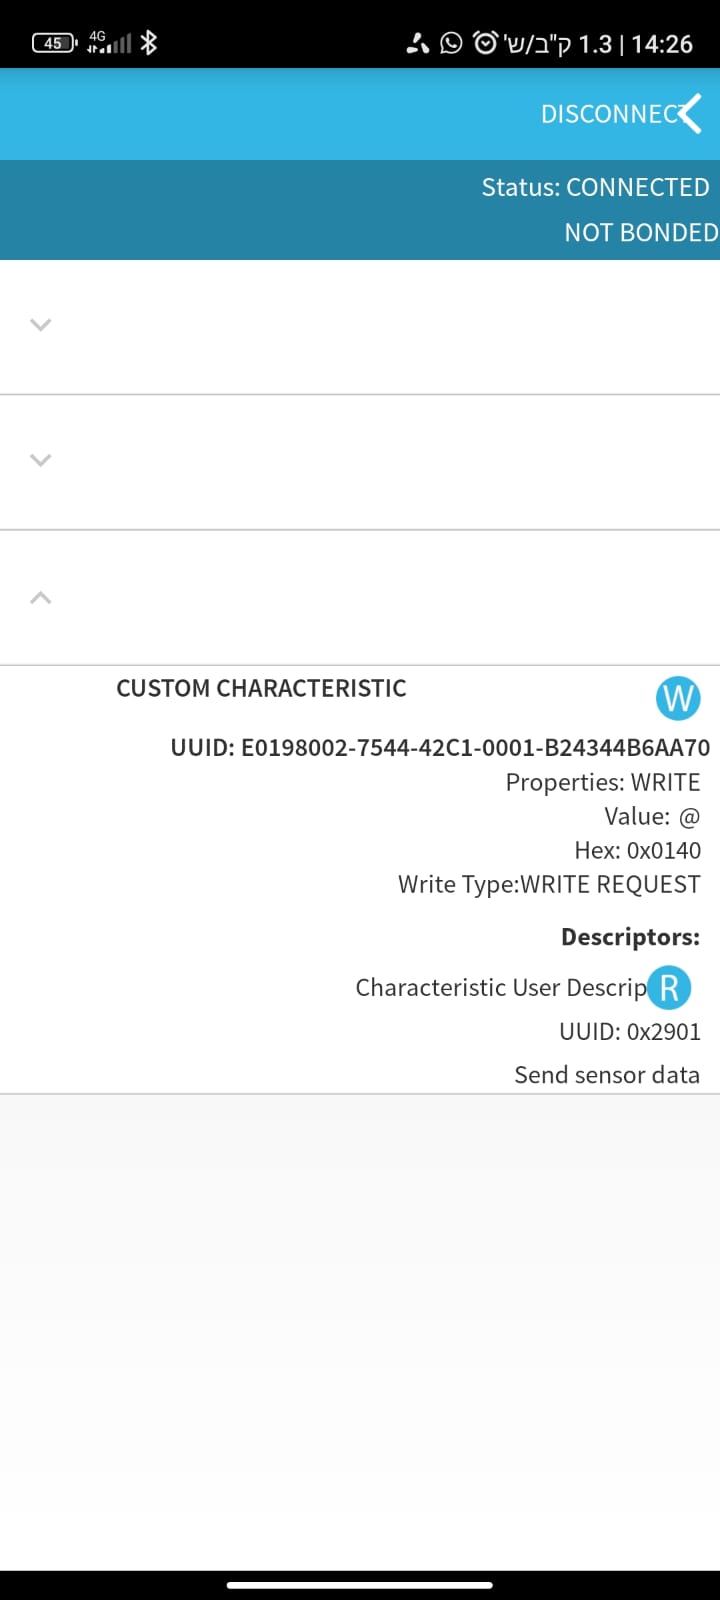 45 4G 14:26 | 1.3 ק"ב/ש'
DISCONNEC
Status: CONNECTED
NOT BONDED
CUSTOM CHARACTERISTIC
W
UUID: E0198002-7544-42C1-0001-B24344B6AA70
Properties: WRITE
Value: @
Hex: 0x0140
Write Type:WRITE REQUEST
Descriptors:
Characteristic User Descrip R
UUID: 0x2901
Send sensor data